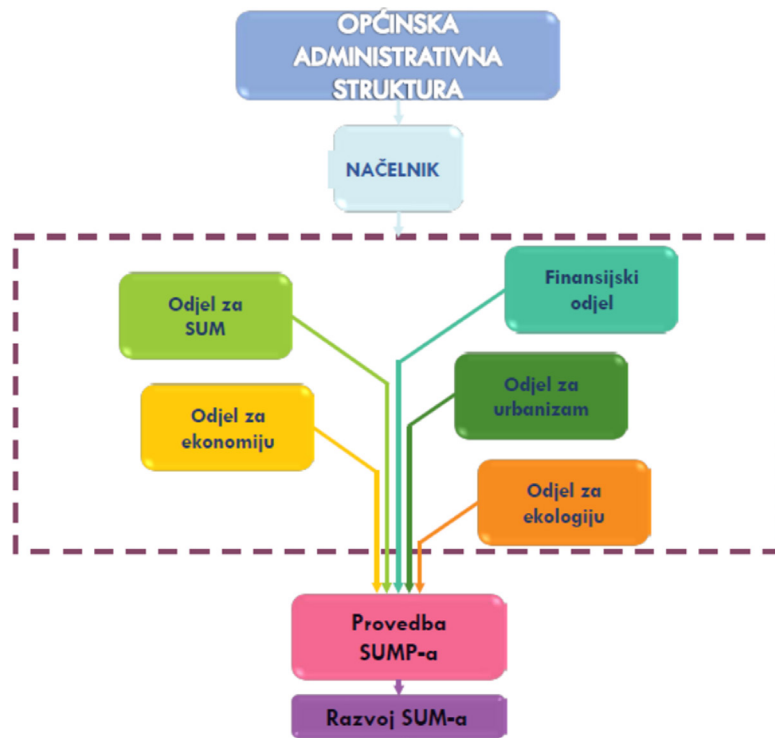 OPĆINSKA
ADMINISTRATIVNA
STRUKTURA
NAČELNIK
Odjel za
SUM
Finansijski
odjel
Odjel za
ekonomiju
Odjel za
urbanizam
Odjel za
ekologiju
Provedba
SUMP-a
Razvoj SUM-a